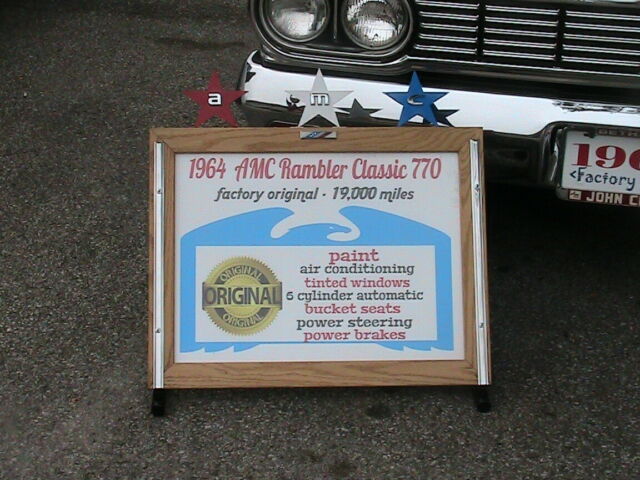 a m c
1964 AMC Rambler Classic 770
factory original - 19,000 miles
ORIGINAL
ORIGINAL
ORIGINAL
paint
air conditioning
tinted windows
6 cylinder automatic
bucket seats
power steering
power brakes
196
<Factory
JOHN C